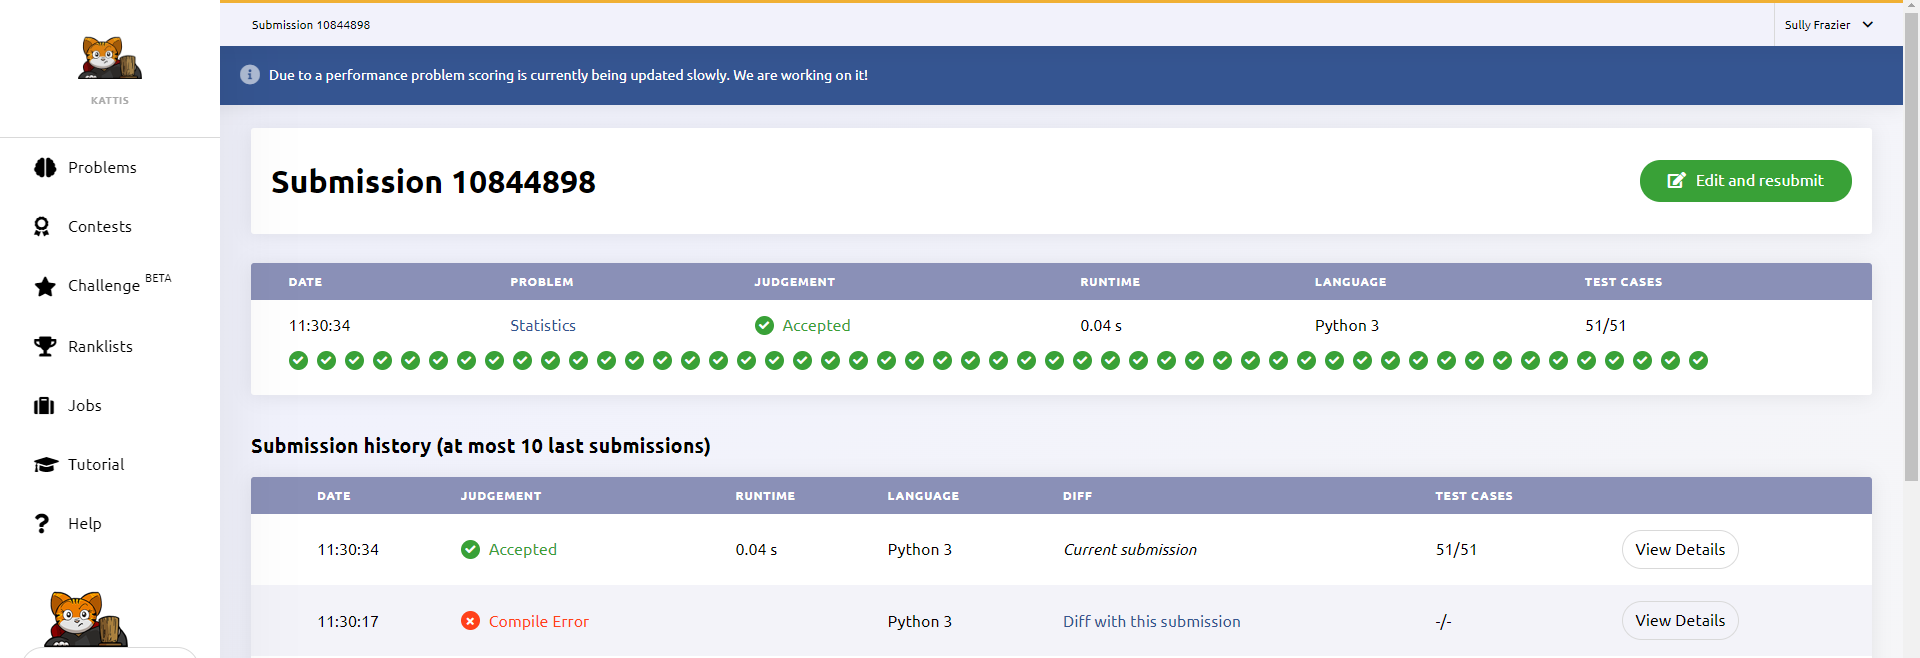 Submission 10844898
Sully Frazier
Due to a performance problem scoring is currently being updated slowly. We are working on it!
KATTIS
Problems
Contests
Challenge BETA
Ranklists
Jobs
Tutorial
Help
Submission 10844898
Edit and resubmit
DATE PROBLEM JUDGEMENT RUNTIME LANGUAGE TEST CASES
11:30:34 Statistics Accepted 0.04 s Python 3 51/51
Submission history (at most 10 last submissions)
DATE JUDGEMENT RUNTIME LANGUAGE DIFF TEST CASES
11:30:34 Accepted 0.04 s Python 3 Current submission 51/51 View Details
11:30:17 Compile Error Python 3 Diff with this submission -/- View Details